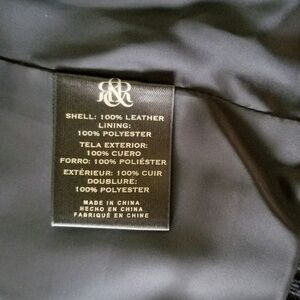 R&R
SHELL: 100% LEATHER
LINING:
100% POLYESTER
TELA EXTERIOR:
100% CUERO
FORRO: 100% POLIÉSTER
EXTÉRIEUR: 100% CUIR
DOUBLURE:
100% POLYESTER
MADE IN CHINA
HECHO EN CHINA
FABRIQUÉ EN CHINE